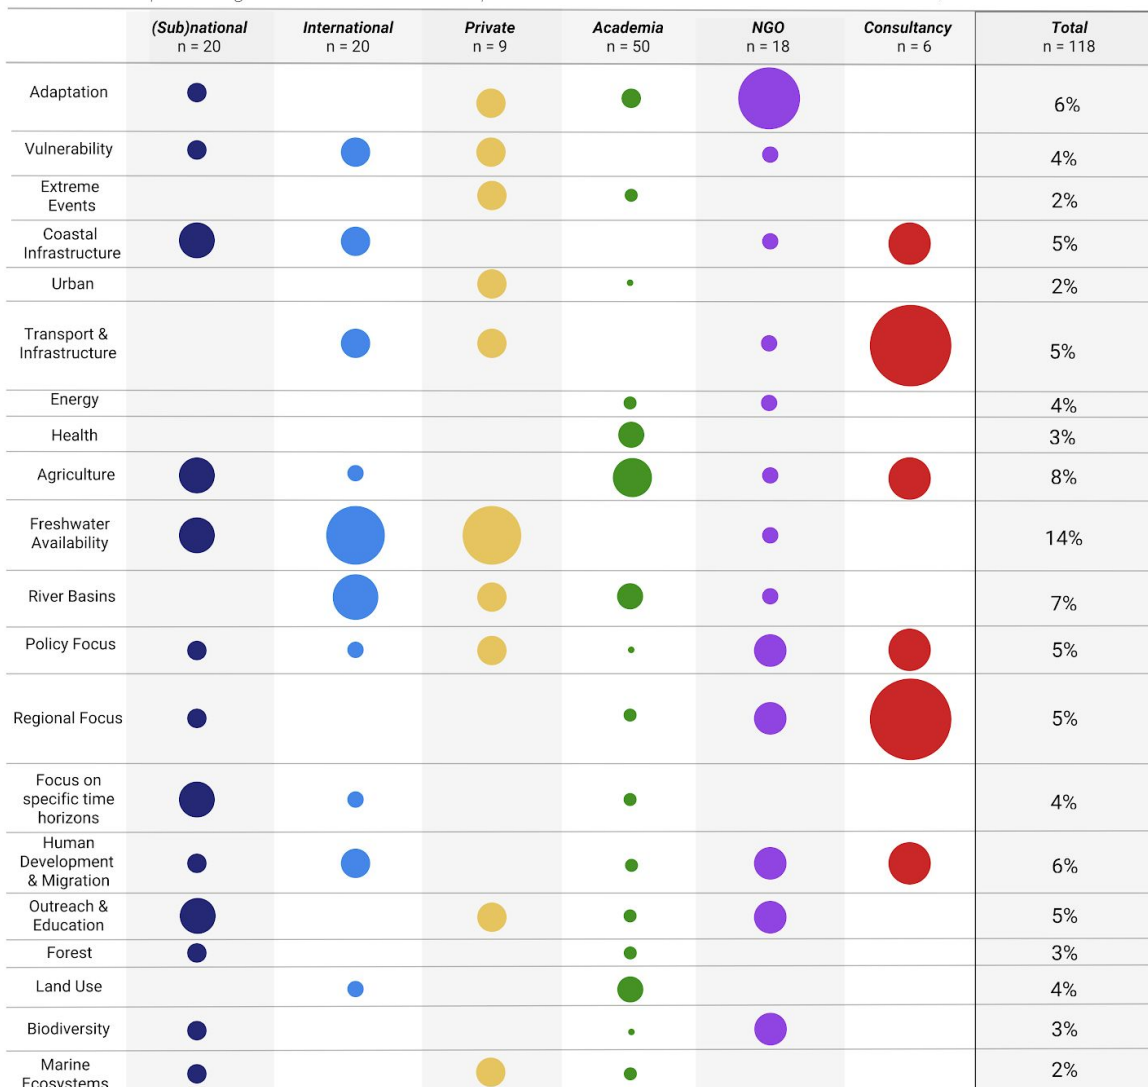 (Sub)national International Private Academia NGO Consultancy Total
n = 20 n = 20 n = 9 n = 50 n = 18 n = 6 n = 118
Adaptation 6%
Vulnerability 4%
Extreme
Events 2%
Coastal
Infrastructure 5%
Urban 2%
Transport &
Infrastructure 5%
Energy 4%
Health 3%
Agriculture 8%
Freshwater
Availability 14%
River Basins 7%
Policy Focus 5%
Regional Focus 5%
Focus on
specific time 4%
horizons
Human
Development 6%
& Migration
Outreach &
Education 5%
Forest 3%
Land Use 4%
Biodiversity 3%
Marine 2%
Ecosystems